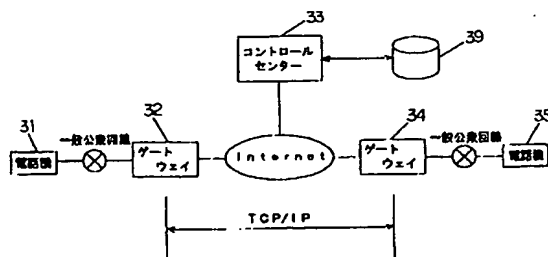 33
コントロール
センター
39
31
一般公衆回線
32
34
一般公衆回線
35
電話機
ゲート
ウェイ
Internet
ゲート
ウェイ
電話機
TCP/IP